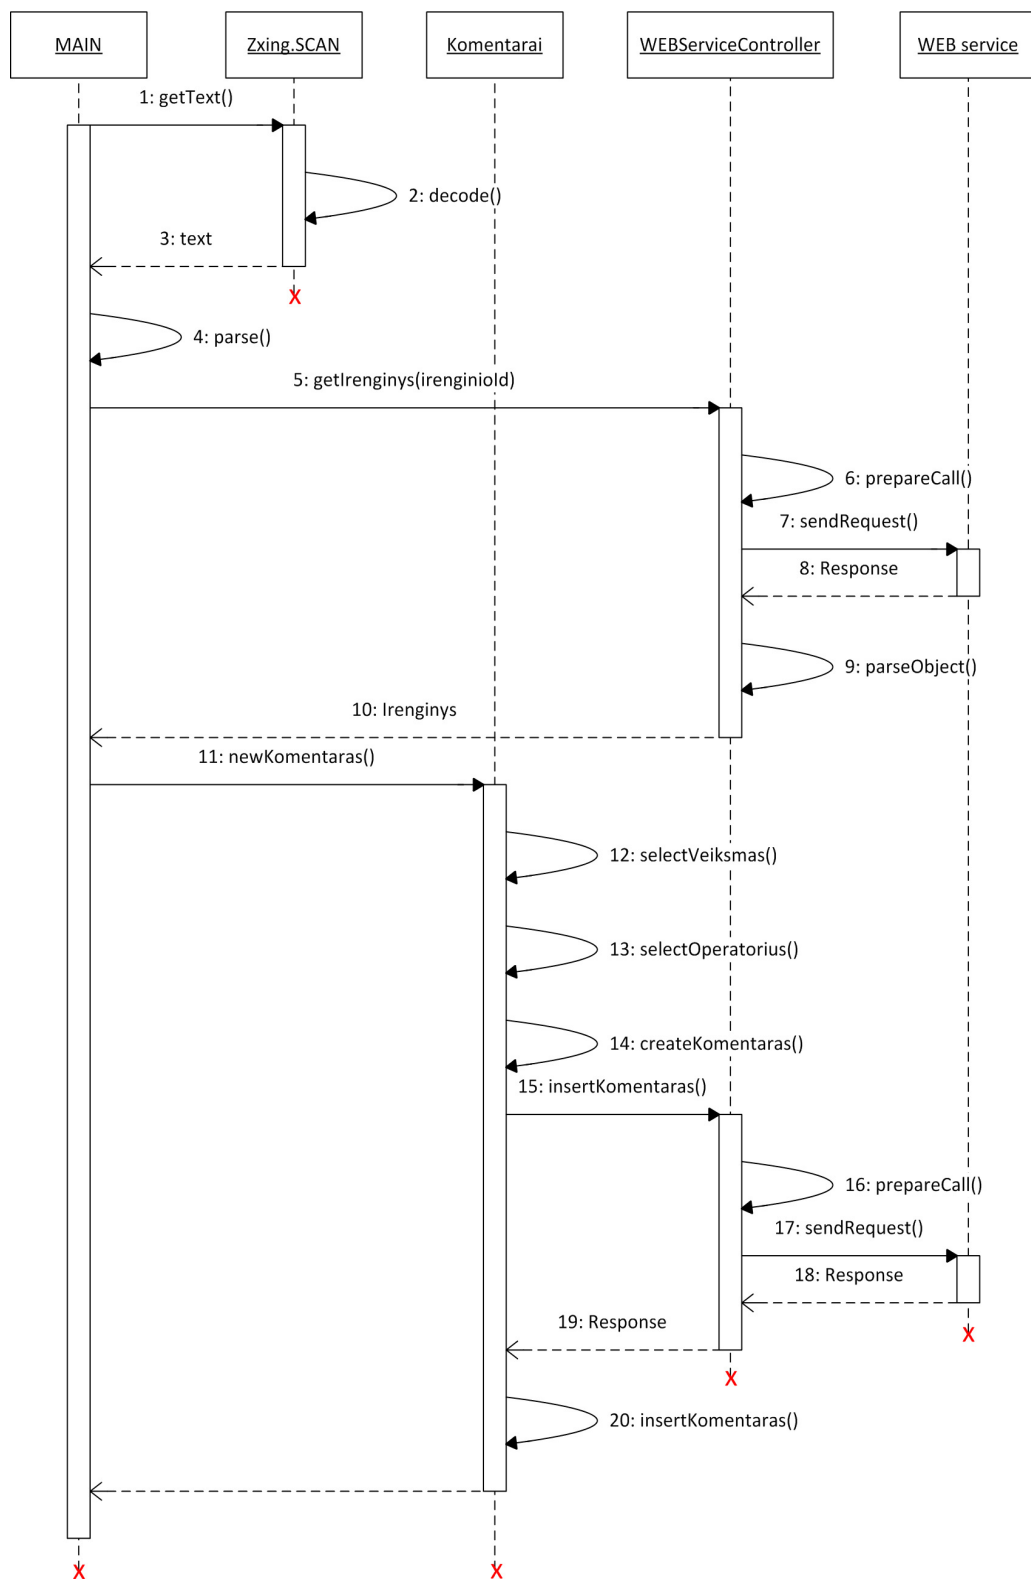 MAIN
Zxing.SCAN
Komentarai
WEBServiceController
WEB service
1: getText()
2: decode()
3: text
X
4: parse()
5: getIrenginys(irenginioId)
6: prepareCall()
7: sendRequest()
8: Response
9: parseObject()
10: Irenginys
11: newKomentaras()
12: selectVeiksmas()
13: selectOperatorius()
14: createKomentaras()
15: insertKomentaras()
16: prepareCall()
17: sendRequest()
18: Response
19: Response
X
X
20: insertKomentaras()
X
X